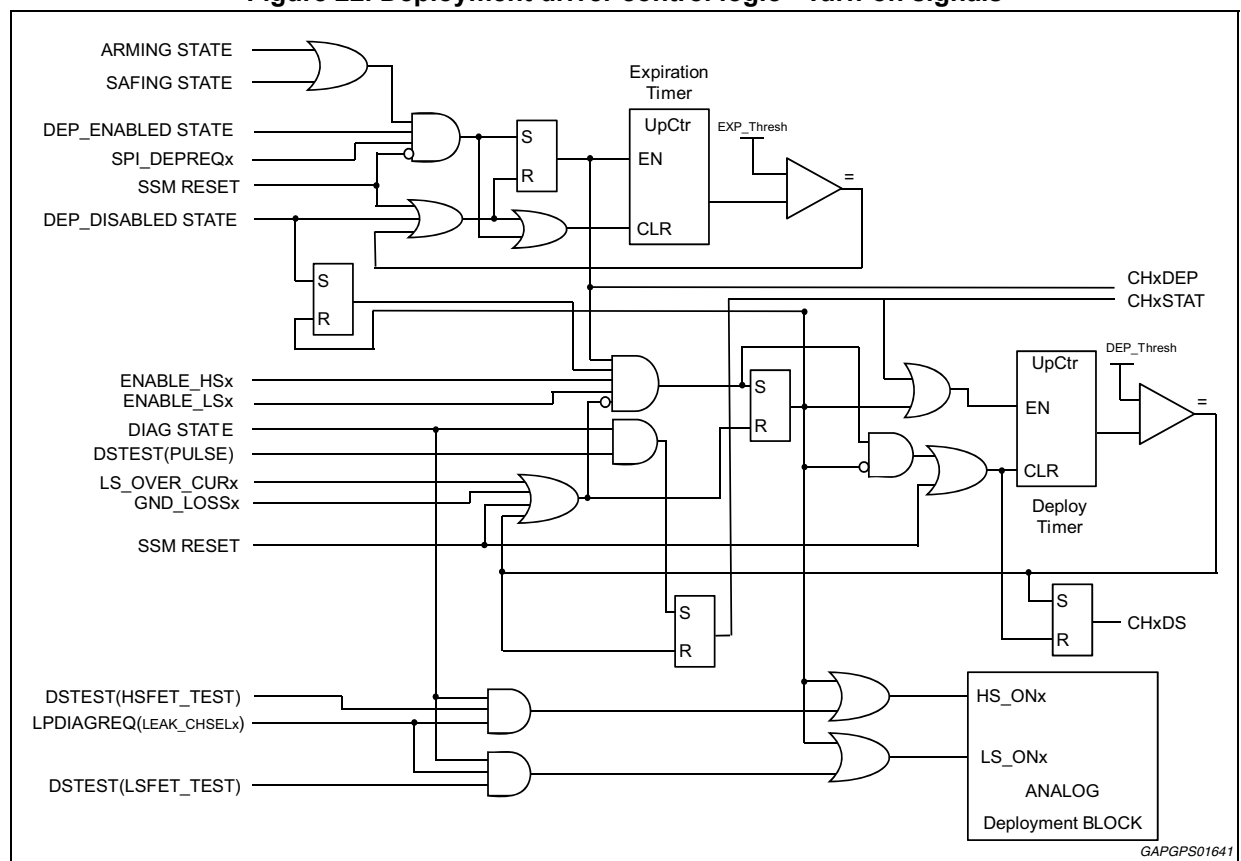 Figure 22. Deployment driver control logic - Turn-on signals
ARMING STATE
SAFING STATE
DEP_ENABLED STATE
SPI_DEPREQx
SSM RESET
DEP_DISABLED STATE
S
R
Expiration
Timer
UpCtr
EN
CLR
EXP_Thresh
=
S
R
CHxDEP
CHxSTAT
ENABLE_HSx
ENABLE_LSx
DIAG STATE
DSTEST(PULSE)
LS_OVER_CURx
GND_LOSSx
SSM RESET
S
R
UpCtr
EN
CLR
Deploy
Timer
DEP_Thresh
=
S
R
S
R
CHxDS
DSTEST(HSFET_TEST)
LPDIAGREQ(LEAK_CHSELx)
DSTEST(LSFET_TEST)
HS_ONx
LS_ONx
ANALOG
Deployment BLOCK
GAPGPS01641